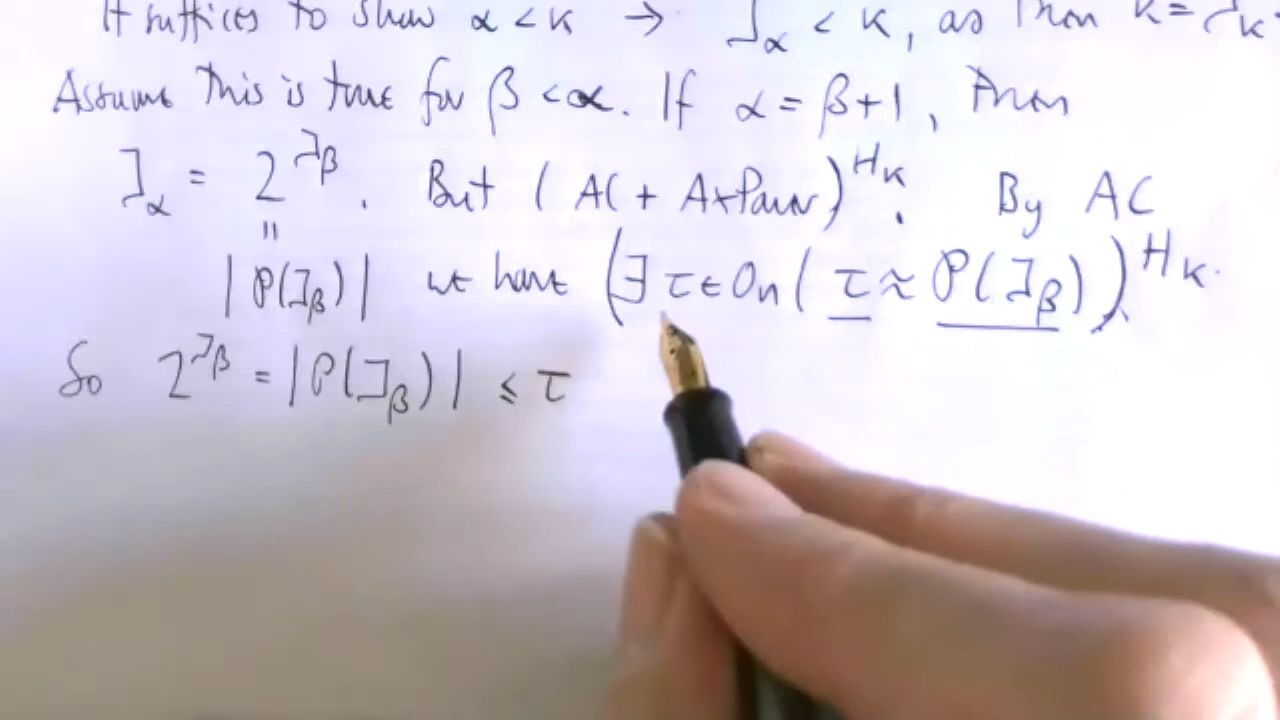 It suffices to show α < κ → ℶ_α < κ, as then κ = ℶ_κ.
Assume this is true for β < α. If α = β+1, then
ℶ_α = 2^{ℶ_β}. But (AC + AxPower)^{H_κ}. By AC
|| 
|𝒫(ℶ_β)| we have (∃ τ ∈ On (τ ≈ 𝒫(ℶ_β)))^{H_κ}.
So 2^{ℶ_β} = |𝒫(ℶ_β)| ≤ τ